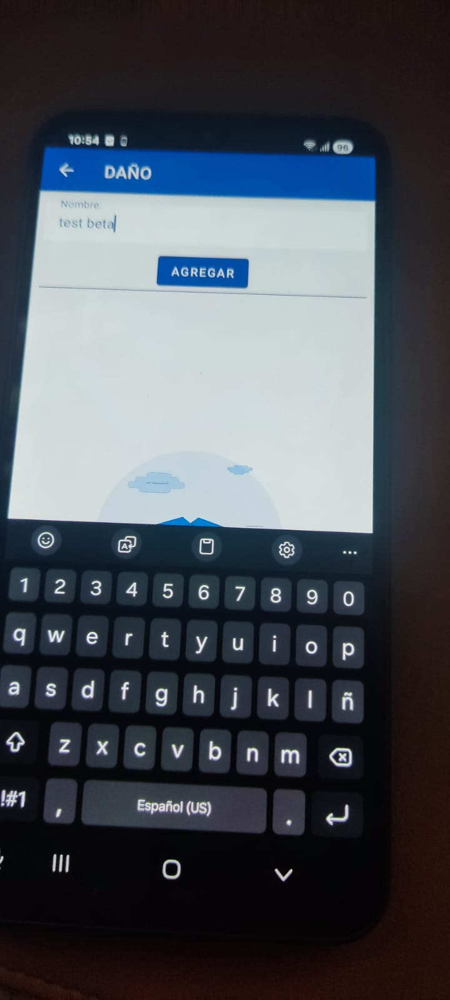 10:54
96
DAÑO
Nombre
test beta
AGREGAR
1 2 3 4 5 6 7 8 9 0
q w e r t y u i o p
a s d f g h j k l ñ
z x c v b n m
!#1 , Español (US) .